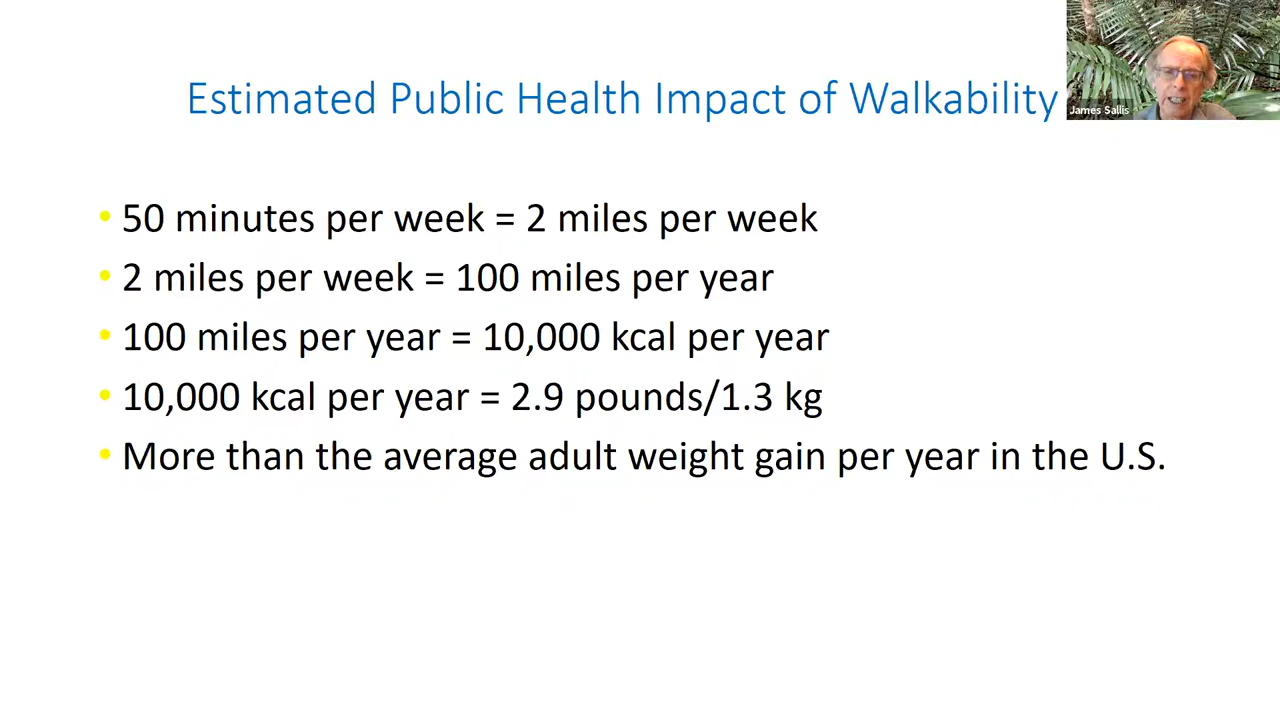 Estimated Public Health Impact of Walkability
James Sallis
• 50 minutes per week = 2 miles per week
• 2 miles per week = 100 miles per year
• 100 miles per year = 10,000 kcal per year
• 10,000 kcal per year = 2.9 pounds/1.3 kg
• More than the average adult weight gain per year in the U.S.